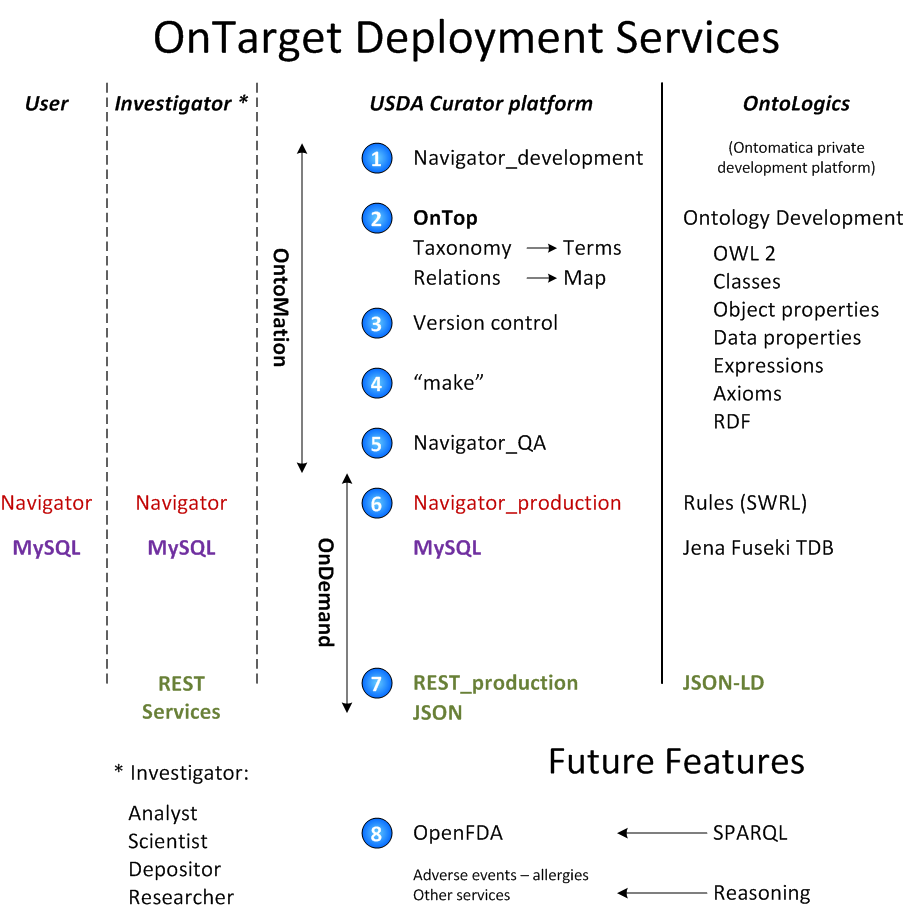 OnTarget Deployment Services
User
Investigator *
USDA Curator platform
OntoLogics
(Ontomatica private
development platform)
OntoMation
1 Navigator_development
2 OnTop
Taxonomy Terms
Relations Map
3 Version control
4 “make”
5 Navigator_QA
Ontology Development
OWL 2
Classes
Object properties
Data properties
Expressions
Axioms
RDF
OnDemand
Navigator
Navigator
6 Navigator_production
Rules (SWRL)
MySQL
MySQL
MySQL
Jena Fuseki TDB
REST
Services
7 REST_production
JSON
JSON-LD
* Investigator:
Analyst
Scientist
Depositor
Researcher
Future Features
8 OpenFDA
SPARQL
Adverse events – allergies
Other services
Reasoning